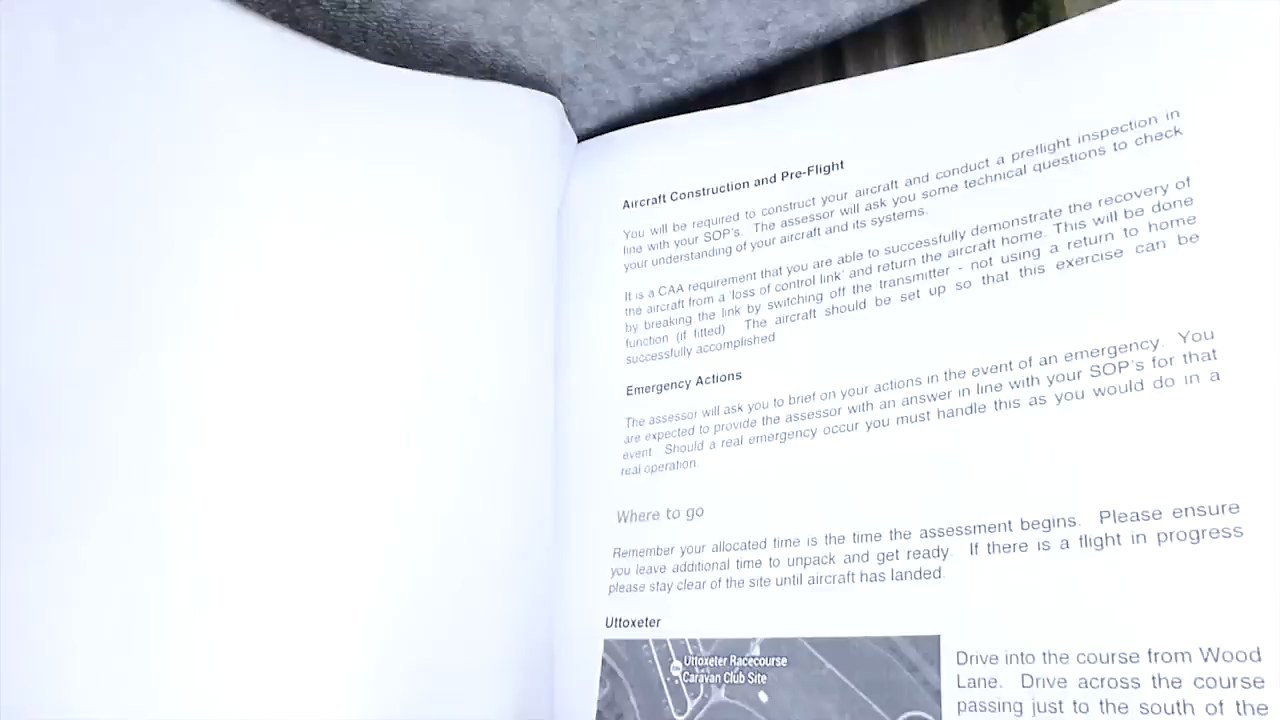 Aircraft Construction and Pre-Flight
You will be required to construct your aircraft and conduct a preflight inspection in
line with your SOP's. The assessor will ask you some technical questions to check
your understanding of your aircraft and its systems.
It is a CAA requirement that you are able to successfully demonstrate the recovery of
the aircraft from a 'loss of control link' and return the aircraft home. This will be done
by breaking the link by switching off the transmitter - not using a return to home
function (if fitted) The aircraft should be set up so that this exercise can be
successfully accomplished
Emergency Actions
The assessor will ask you to brief on your actions in the event of an emergency. You
are expected to provide the assessor with an answer in line with your SOP's for that
event Should a real emergency occur you must handle this as you would do in a
real operation
Where to go
Remember your allocated time is the time the assessment begins. Please ensure
you leave additional time to unpack and get ready. If there is a flight in progress
please stay clear of the site until aircraft has landed.
Uttoxeter
Uttoxeter Racecourse
Caravan Club Site
Drive into the course from Wood
Lane. Drive across the course
passing just to the south of the